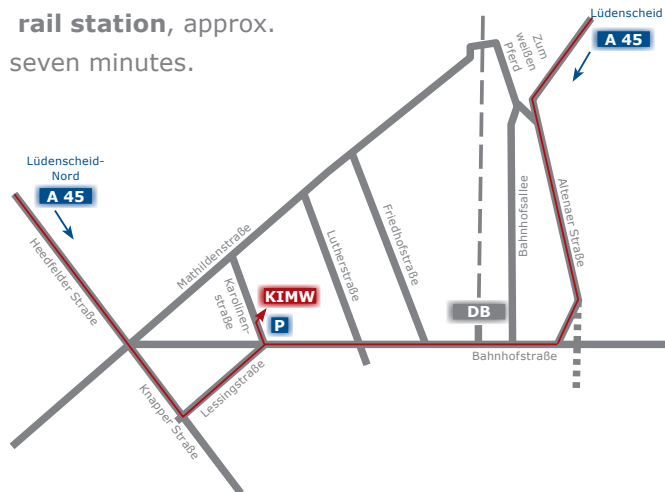 rail station, approx.
seven minutes.
Lüdenscheid
A 45
Zum
weißen
Pferd
Lüdenscheid-
Nord
A 45
Heedfelder Straße
Mathildenstraße
Karolinen-
straße
KIMW
P
Lutherstraße
Friedhofstraße
Bahnhofsallee
Altenaer Straße
DB
Bahnhofstraße
Lessingstraße
Knapper Straße